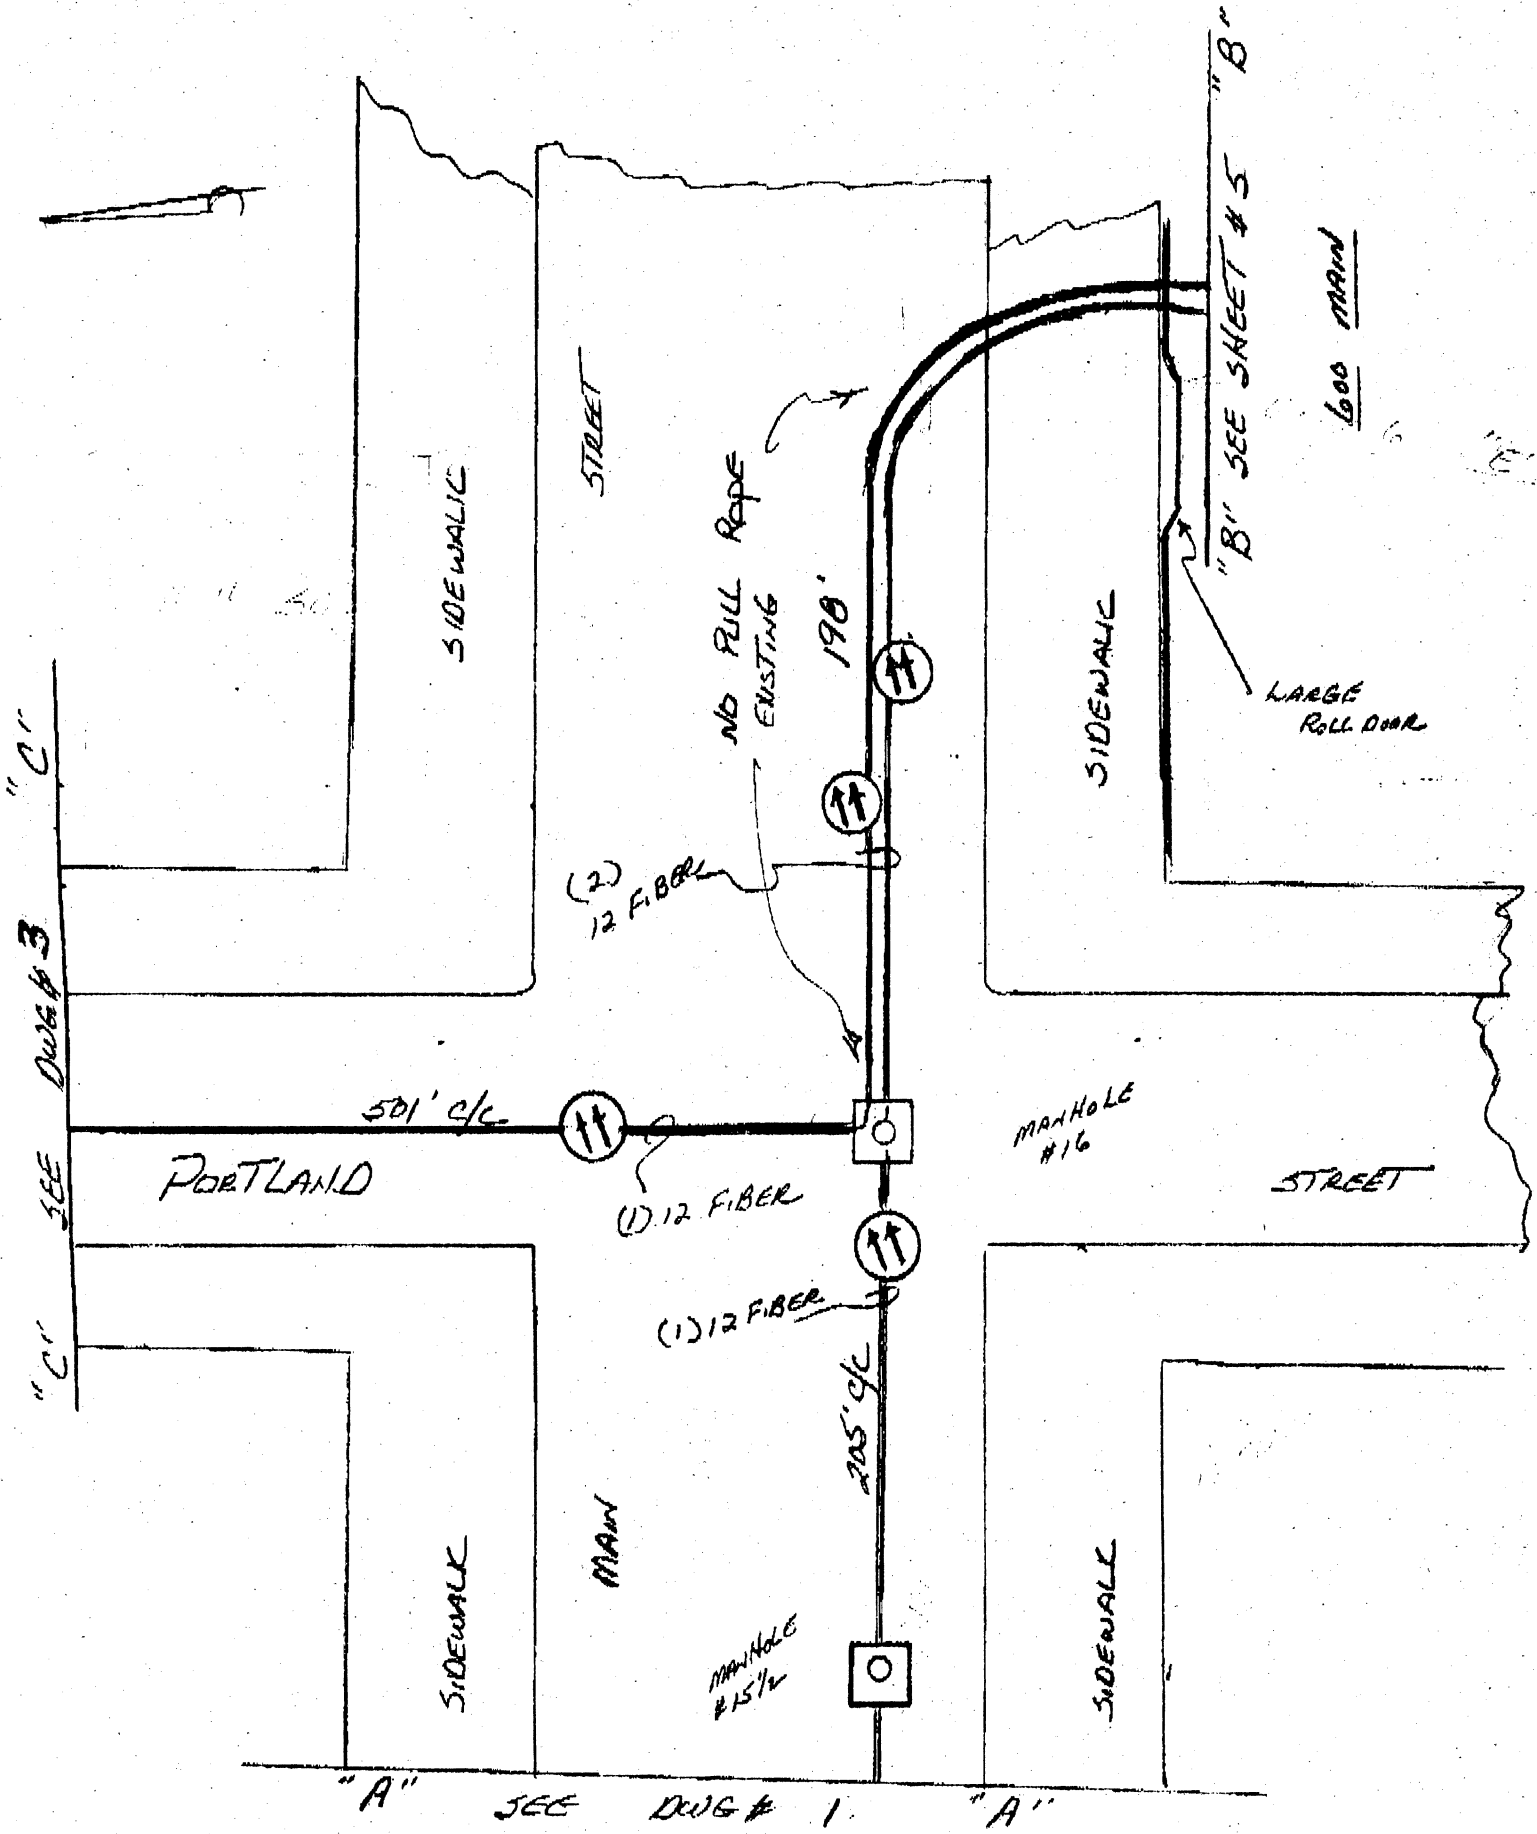 "B" SEE SHEET #5 "B"
600 MAIN
STREET
SIDEWALK
NO PULL ROPE
EXISTING
198'
SIDEWALK
LARGE
ROLL DOOR
"C" SEE DWG# 3 "C"
(2)
12 FIBER
501' C/C
PORTLAND
(1) 12 FIBER
MANHOLE
#16
STREET
(1) 12 FIBER
205' C/C
MAIN
SIDEWALK
MANHOLE
#15 1/2
SIDEWALK
"A" SEE DWG# 1. "A"